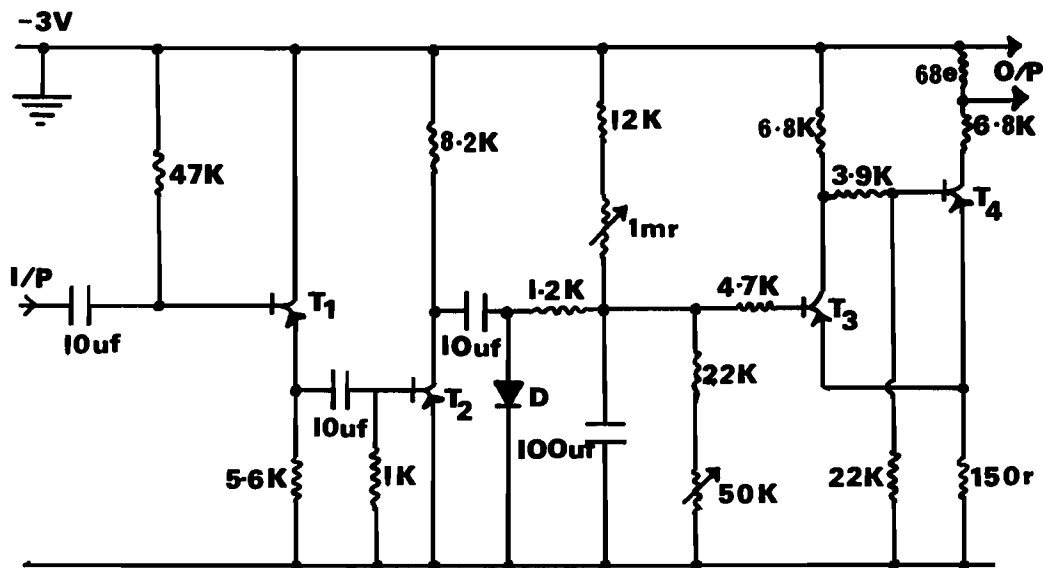 -3V
68e
O/P
12K
8·2K
6.8K
6·8K
47K
3·9K
T4
1mr
I/P
1·2K
4·7K
T1
T3
10uf
10uf
22K
D
T2
10uf
100uf
5·6K
1K
50K
22K
150r